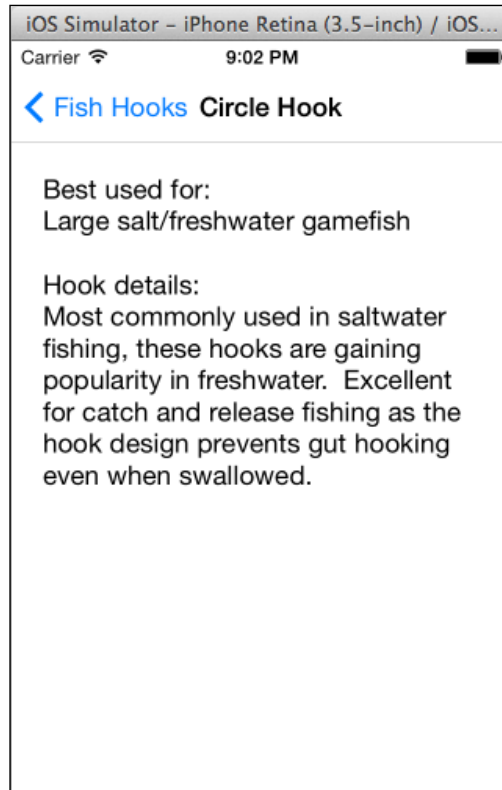 iOS Simulator – iPhone Retina (3.5-inch) / iOS...
Carrier 9:02 PM
Fish Hooks Circle Hook
Best used for:
Large salt/freshwater gamefish
Hook details:
Most commonly used in saltwater
fishing, these hooks are gaining
popularity in freshwater.  Excellent
for catch and release fishing as the
hook design prevents gut hooking
even when swallowed.